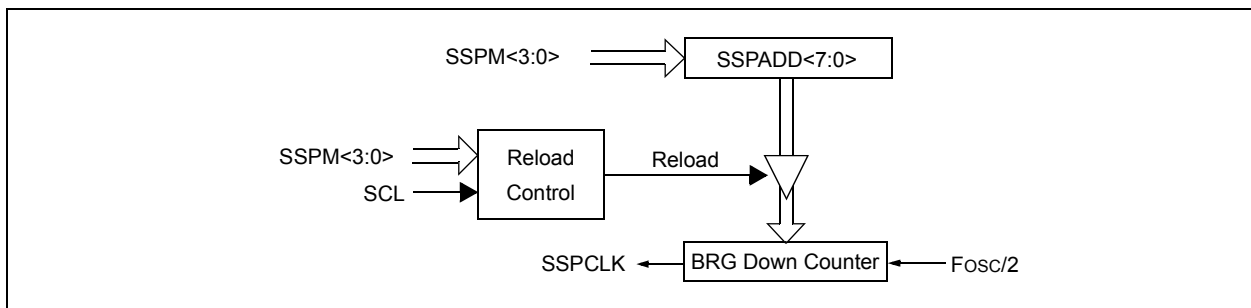 SSPM<3:0>
SSPADD<7:0>
SSPM<3:0>
SCL
Reload
Control
Reload
SSPCLK
BRG Down Counter
FOSC/2